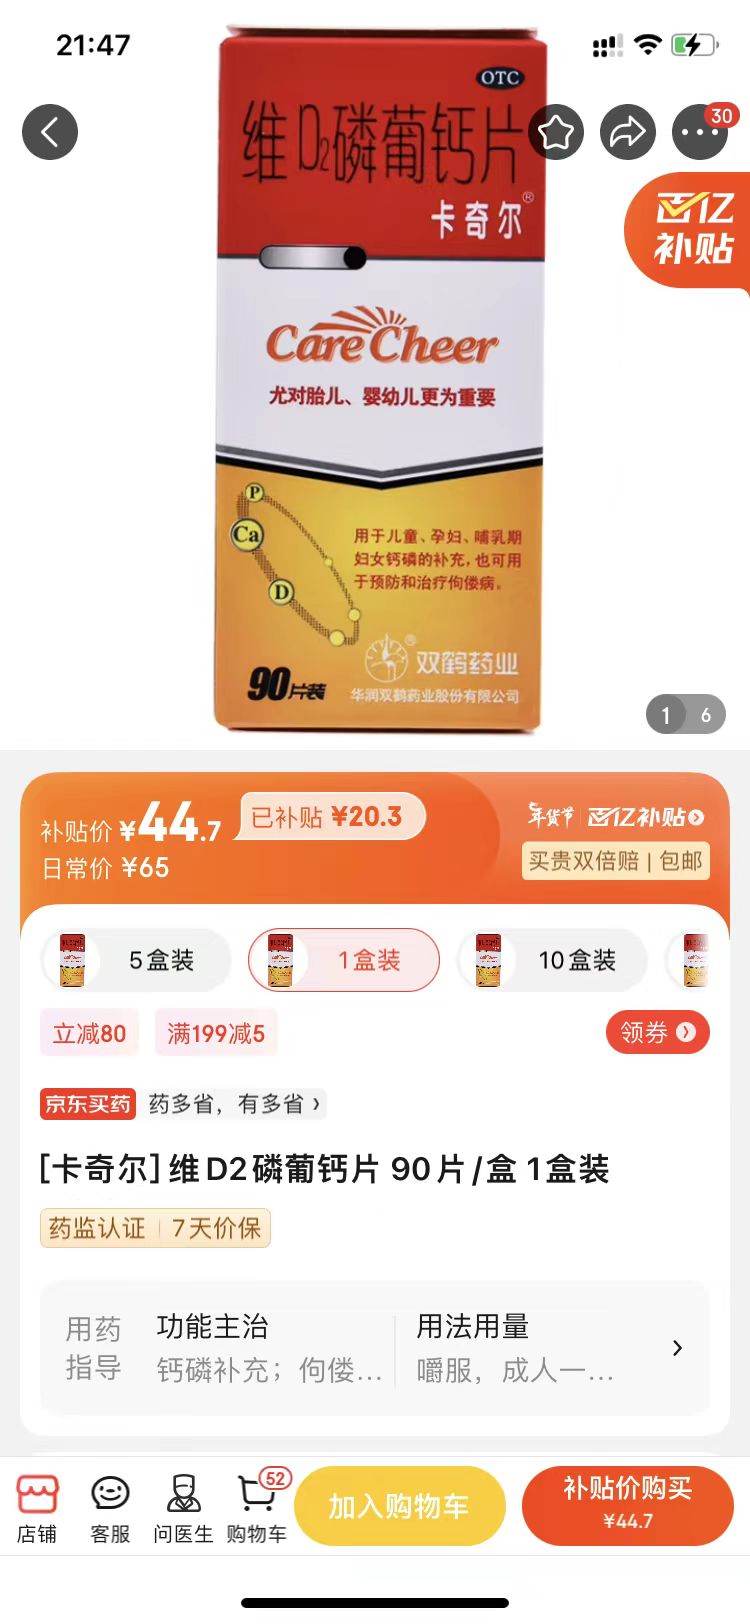 21:47
OTC
维D2磷葡钙片
30
卡奇尔®
百亿
补贴
Care Cheer
尤对胎儿、婴幼儿更为重要
P
Ca
D
用于儿童、孕妇、哺乳期
妇女钙磷的补充，也可用
于预防和治疗佝偻病。
90片装
双鹤药业
华润双鹤药业股份有限公司
1 6
补贴价 ¥44.7 已补贴 ¥20.3 年货节 百亿补贴
日常价 ¥65 买贵双倍赔 | 包邮
5盒装 1盒装 10盒装
立减80 满199减5 领券
京东买药 药多省，有多省 ›
[卡奇尔]维D2磷葡钙片 90片/盒 1盒装
药监认证 | 7天价保
用药 功能主治 用法用量
指导 钙磷补充；佝偻... 嚼服，成人一...
52
店铺 客服 问医生 购物车 加入购物车 补贴价购买
¥44.7